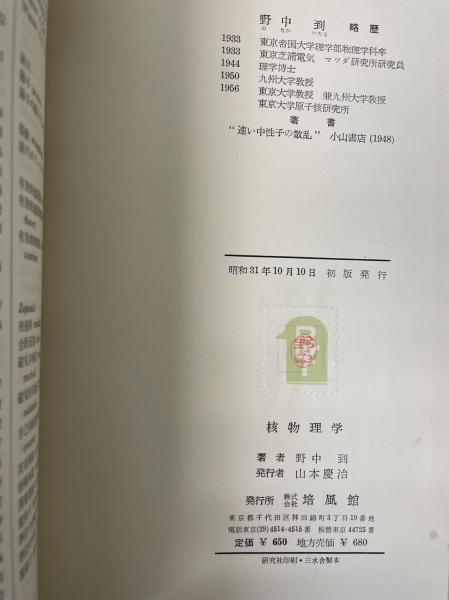 野中 到 略歴
の なか いたる
1933 東京帝国大学理学部物理学科卒
1933 東京芝浦電気 マツダ研究所研究員
1944 理学博士
1950 九州大学教授
1956 東京大学教授 兼九州大学教授
東京大学原子核研究所
著書
“速い中性子の散乱” 小山書店 (1948)
昭和31年10月10日 初版発行
野中
核物理学
著者 野中 到
発行者 山本慶治
発行所 株式会社 培風館
東京都千代田区神田錦町3丁目19番地
電話東京(29)4514-4515番 振替東京44725番
定価 ¥ 650 地方売価 ¥ 680
研究社印刷・三水舎製本